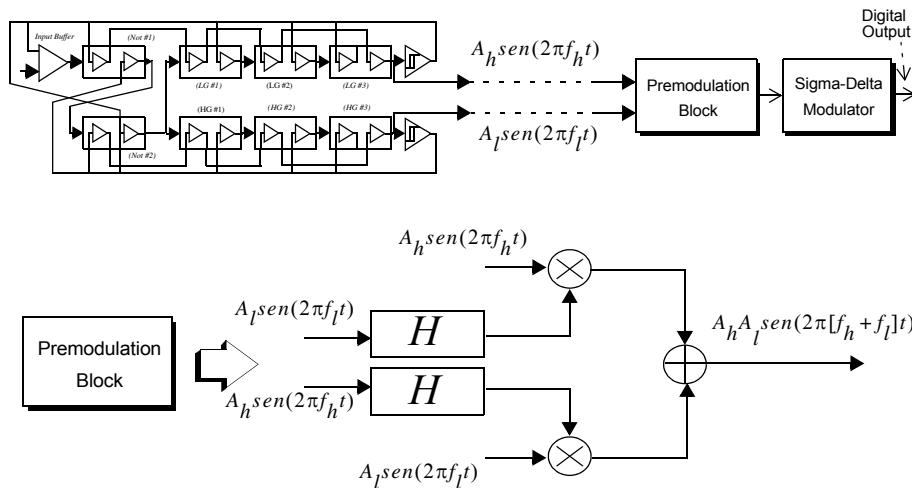 Input Buffer
(Not #1)
(LG #1)
(LG #2)
(LG #3)
(HG #1)
(HG #2)
(HG #3)
(Not #2)
A_h sen(2πf_h t)
A_l sen(2πf_l t)
Premodulation
Block
Sigma-Delta
Modulator
Digital
Output
A_h sen(2πf_h t)
A_l sen(2πf_l t)
H
Premodulation
Block
H
A_h sen(2πf_h t)
A_l sen(2πf_l t)
A_h A_l sen(2π[f_h + f_l]t)